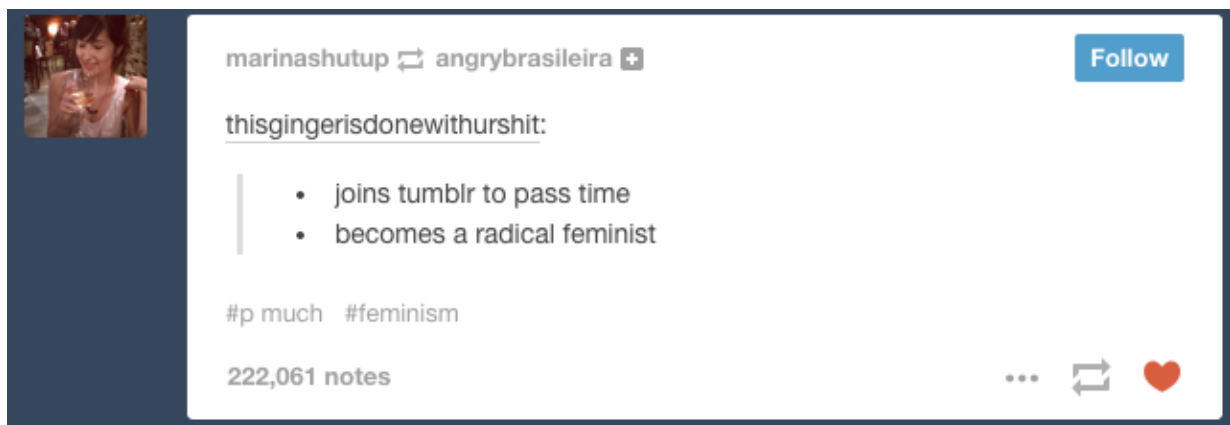 marinashutup angrybrasileira
Follow
thisgingerisdonewithurshit:
• joins tumblr to pass time
• becomes a radical feminist
#p much #feminism
222,061 notes